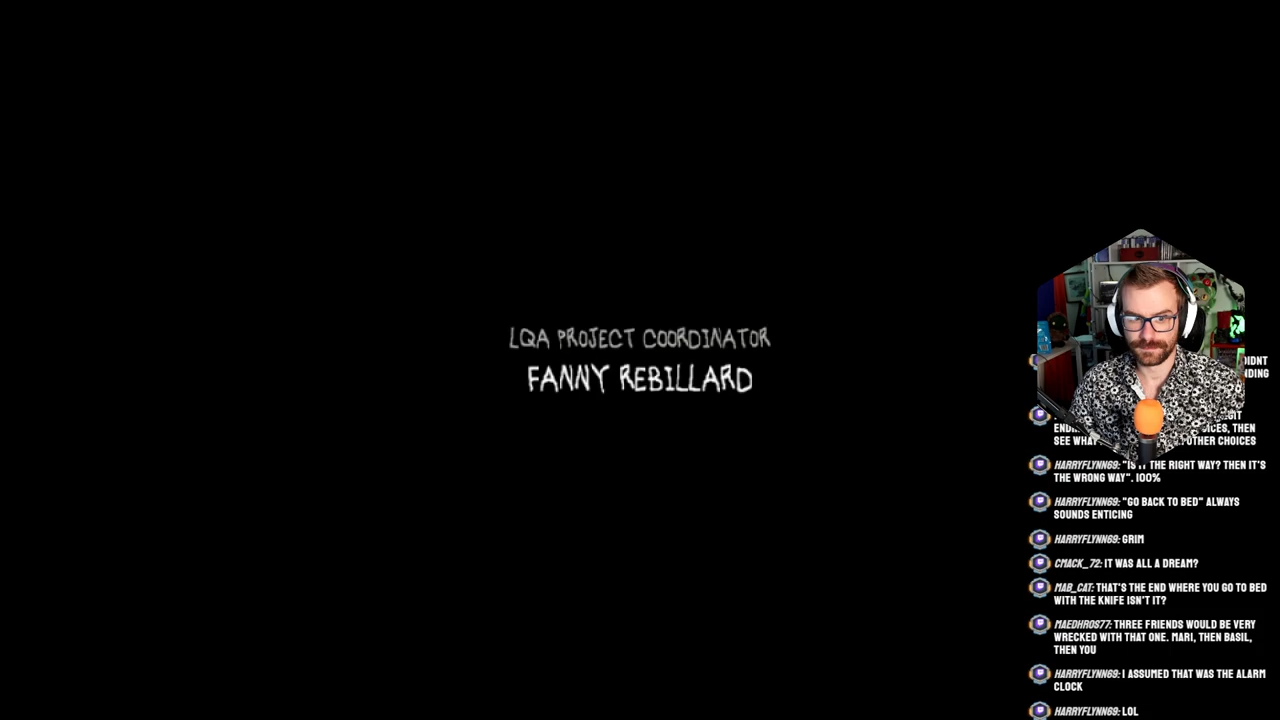 LQA PROJECT COORDINATOR
FANNY REBILLARD
DIDNT
NDING
ICES, THEN
SEE WHAT
OTHER CHOICES
HARRYFLYNN69: "IS IT THE RIGHT WAY? THEN IT'S
THE WRONG WAY". 100%
HARRYFLYNN69: "GO BACK TO BED" ALWAYS
SOUNDS ENTICING
HARRYFLYNN69: GRIM
CMACK_72: IT WAS ALL A DREAM?
MAB_CAT: THAT'S THE END WHERE YOU GO TO BED
WITH THE KNIFE ISN'T IT?
MAEDHROS77: THREE FRIENDS WOULD BE VERY
WRECKED WITH THAT ONE. MARI, THEN BASIL,
THEN YOU
HARRYFLYNN69: I ASSUMED THAT WAS THE ALARM
CLOCK
HARRYFLYNN69: LOL